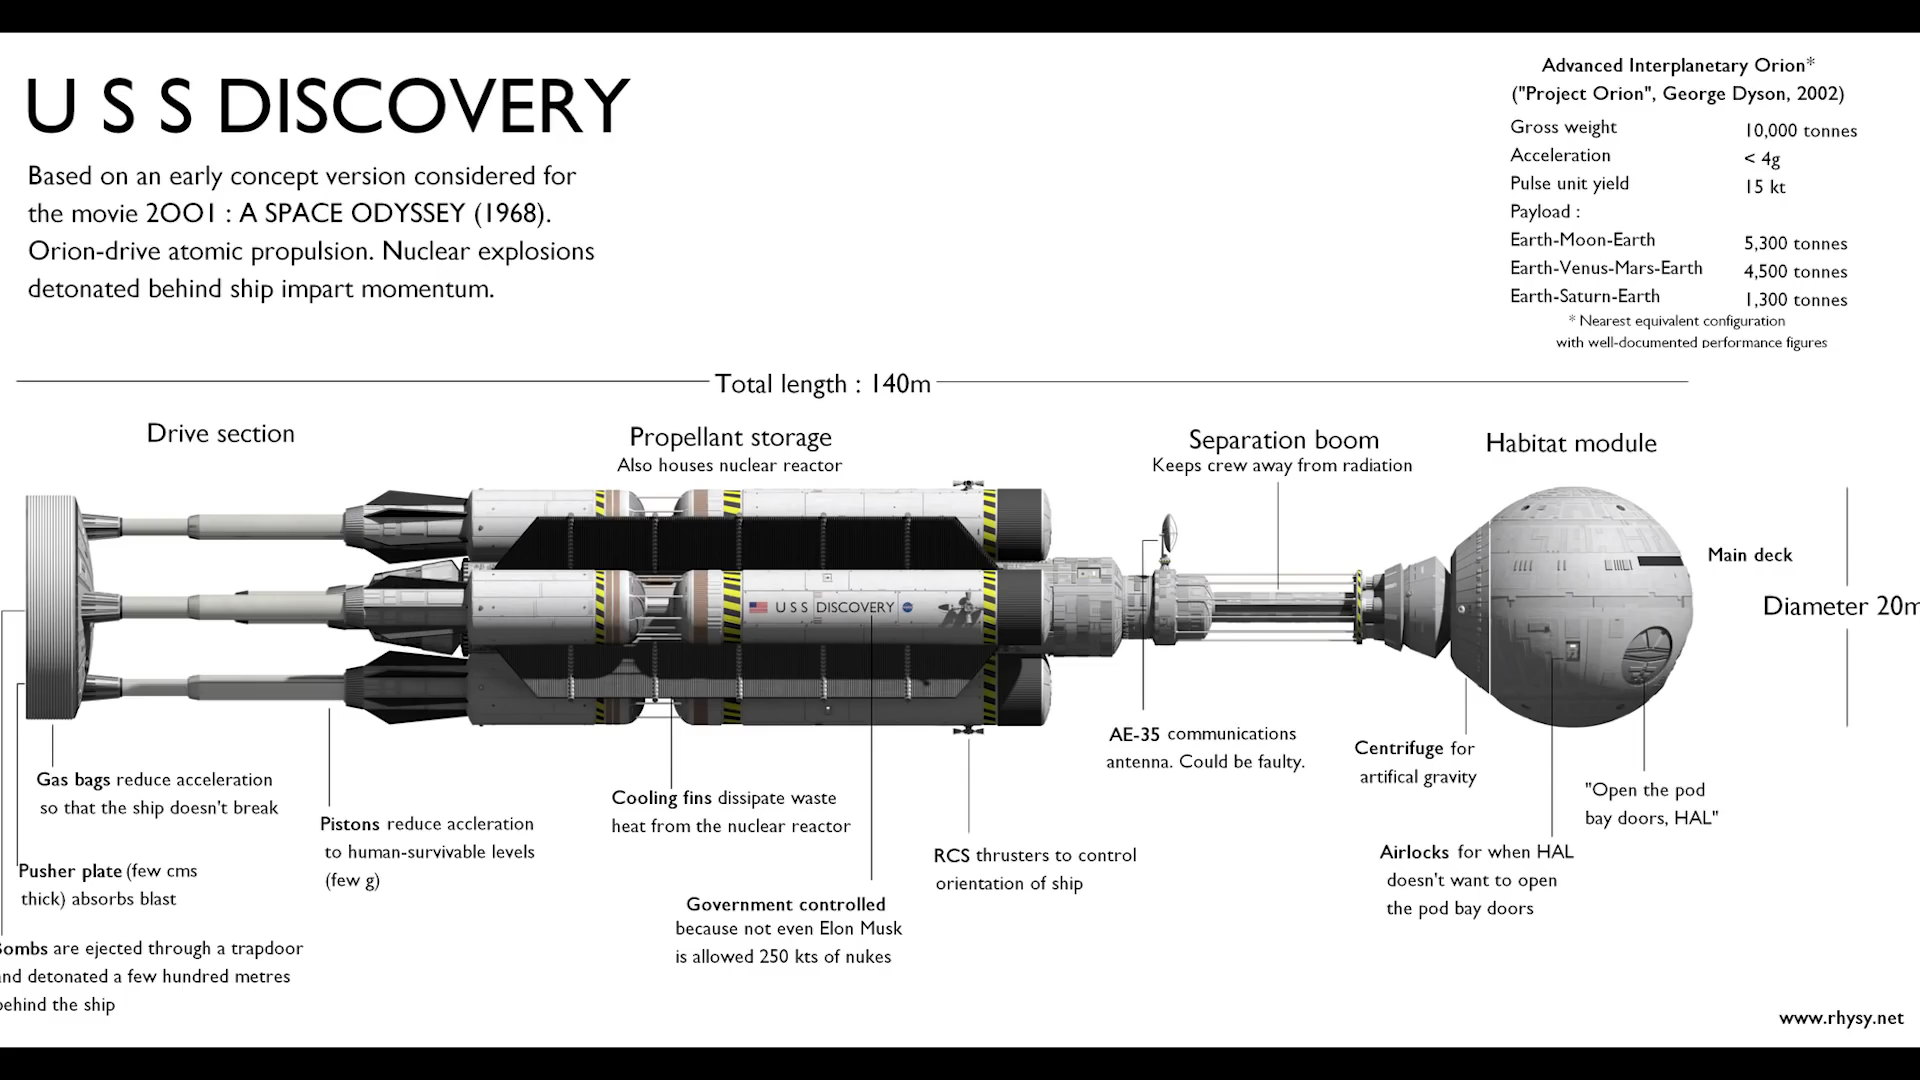 U S S DISCOVERY
Based on an early concept version considered for
the movie 2001 : A SPACE ODYSSEY (1968).
Orion-drive atomic propulsion. Nuclear explosions
detonated behind ship impart momentum.
Advanced Interplanetary Orion*
("Project Orion", George Dyson, 2002)
Gross weight 10,000 tonnes
Acceleration < 4g
Pulse unit yield 15 kt
Payload :
Earth-Moon-Earth 5,300 tonnes
Earth-Venus-Mars-Earth 4,500 tonnes
Earth-Saturn-Earth 1,300 tonnes
* Nearest equivalent configuration
with well-documented performance figures
Total length : 140m
Drive section
Propellant storage
Also houses nuclear reactor
Separation boom
Keeps crew away from radiation
Habitat module
Main deck
Diameter 20m
U S S DISCOVERY
Gas bags reduce acceleration
so that the ship doesn't break
Pistons reduce accleration
to human-survivable levels
(few g)
Pusher plate (few cms
thick) absorbs blast
Bombs are ejected through a trapdoor
and detonated a few hundred metres
behind the ship
Cooling fins dissipate waste
heat from the nuclear reactor
Government controlled
because not even Elon Musk
is allowed 250 kts of nukes
RCS thrusters to control
orientation of ship
AE-35 communications
antenna. Could be faulty.
Centrifuge for
artifical gravity
"Open the pod
bay doors, HAL"
Airlocks for when HAL
doesn't want to open
the pod bay doors
www.rhysy.net